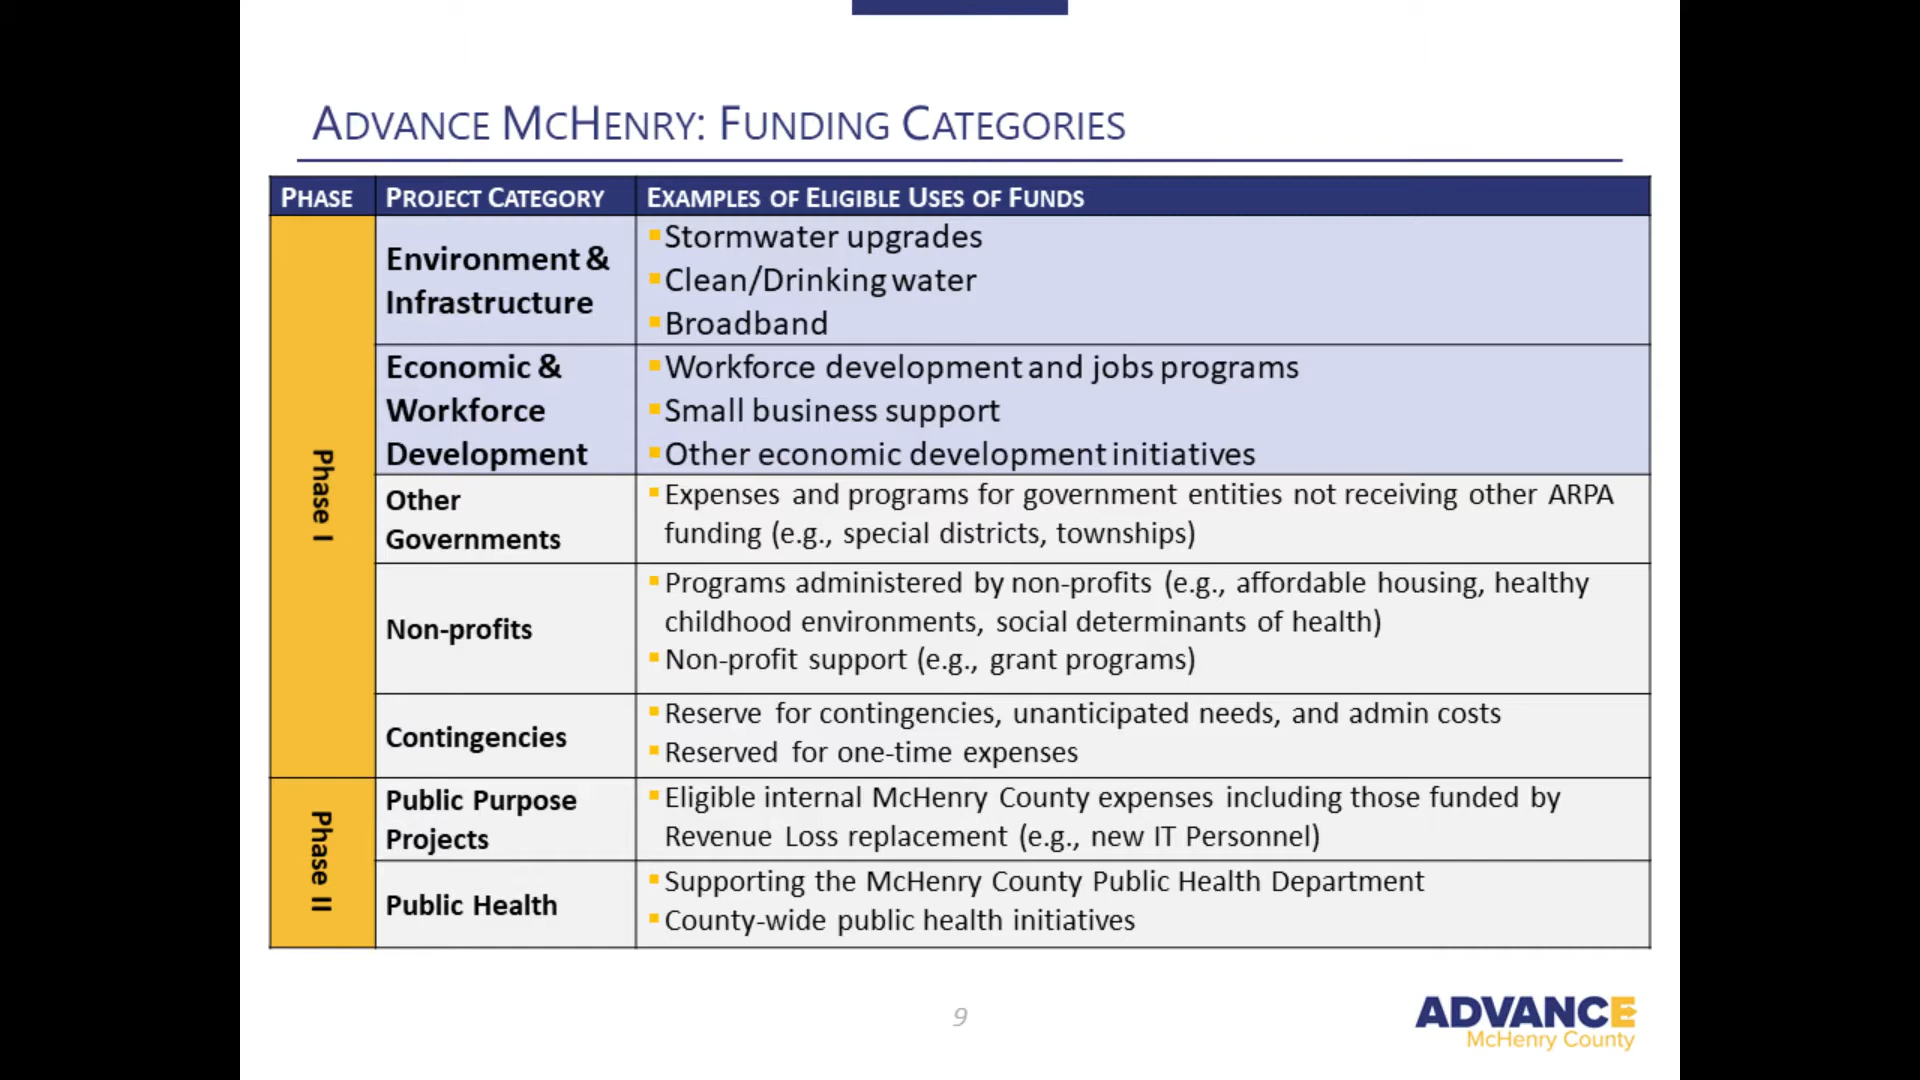 ADVANCE MCHENRY: FUNDING CATEGORIES
PHASE PROJECT CATEGORY EXAMPLES OF ELIGIBLE USES OF FUNDS
Phase I
Environment &
Infrastructure
▪Stormwater upgrades
▪Clean/Drinking water
▪Broadband
Economic &
Workforce
Development
▪Workforce development and jobs programs
▪Small business support
▪Other economic development initiatives
Other
Governments
▪Expenses and programs for government entities not receiving other ARPA
funding (e.g., special districts, townships)
Non-profits
▪Programs administered by non-profits (e.g., affordable housing, healthy
childhood environments, social determinants of health)
▪Non-profit support (e.g., grant programs)
Contingencies
▪Reserve for contingencies, unanticipated needs, and admin costs
▪Reserved for one-time expenses
Phase II
Public Purpose
Projects
▪Eligible internal McHenry County expenses including those funded by
Revenue Loss replacement (e.g., new IT Personnel)
Public Health
▪Supporting the McHenry County Public Health Department
▪County-wide public health initiatives
9
ADVANCE
McHenry County